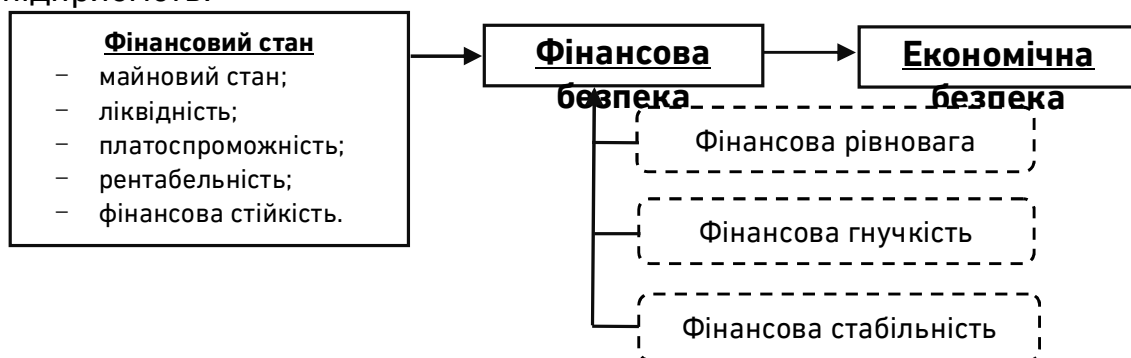 Фінансовий стан
− майновий стан;
− ліквідність;
− платоспроможність;
− рентабельність;
− фінансова стійкість.
Фінансова
безпека
Економічна
безпека
Фінансова рівновага
Фінансова гнучкість
Фінансова стабільність